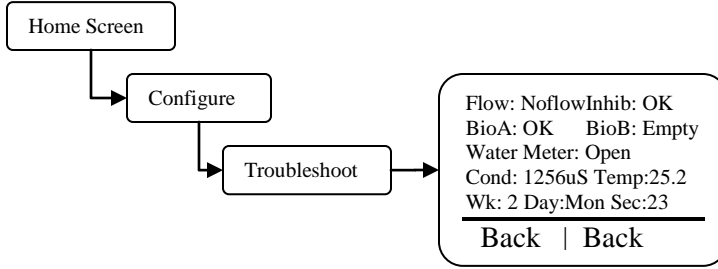 Home Screen
Configure
Troubleshoot
Flow: NoflowInhib: OK
BioA: OK BioB: Empty
Water Meter: Open
Cond: 1256uS Temp:25.2
Wk: 2 Day:Mon Sec:23
Back | Back